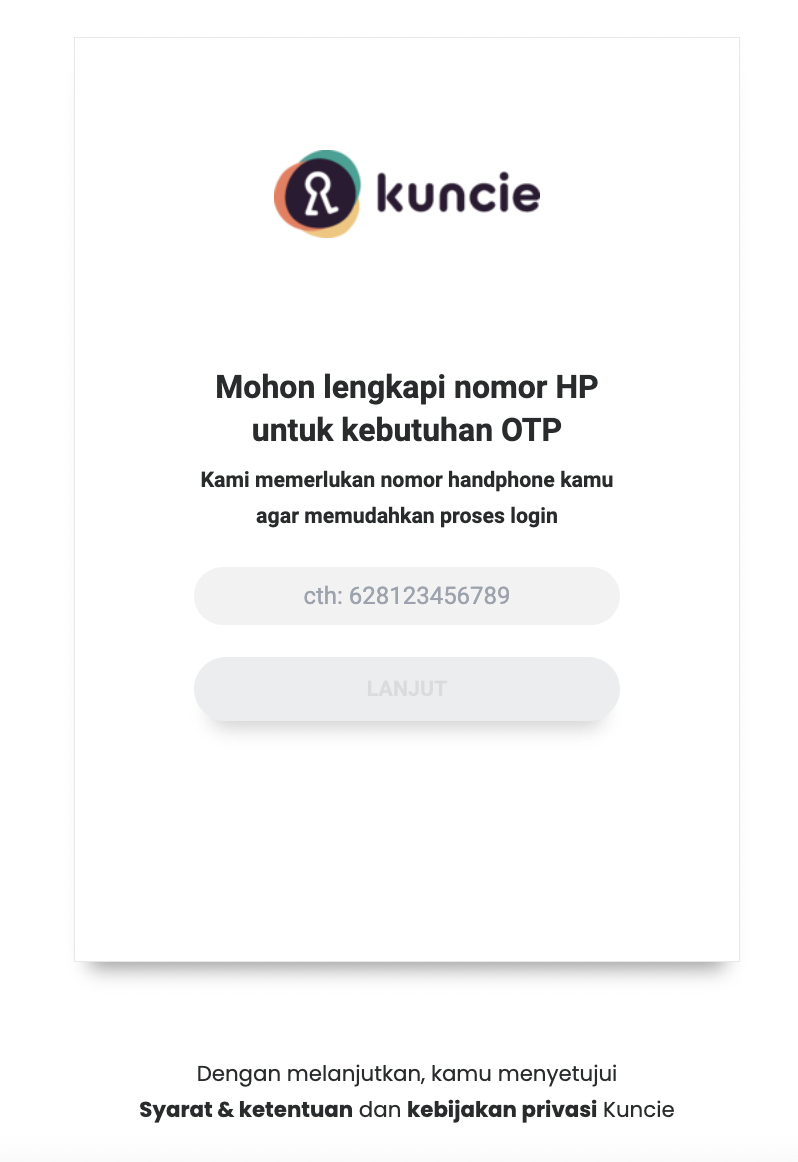 kuncie
Mohon lengkapi nomor HP
untuk kebutuhan OTP
Kami memerlukan nomor handphone kamu
agar memudahkan proses login
cth: 628123456789
LANJUT
Dengan melanjutkan, kamu menyetujui
Syarat & ketentuan dan kebijakan privasi Kuncie